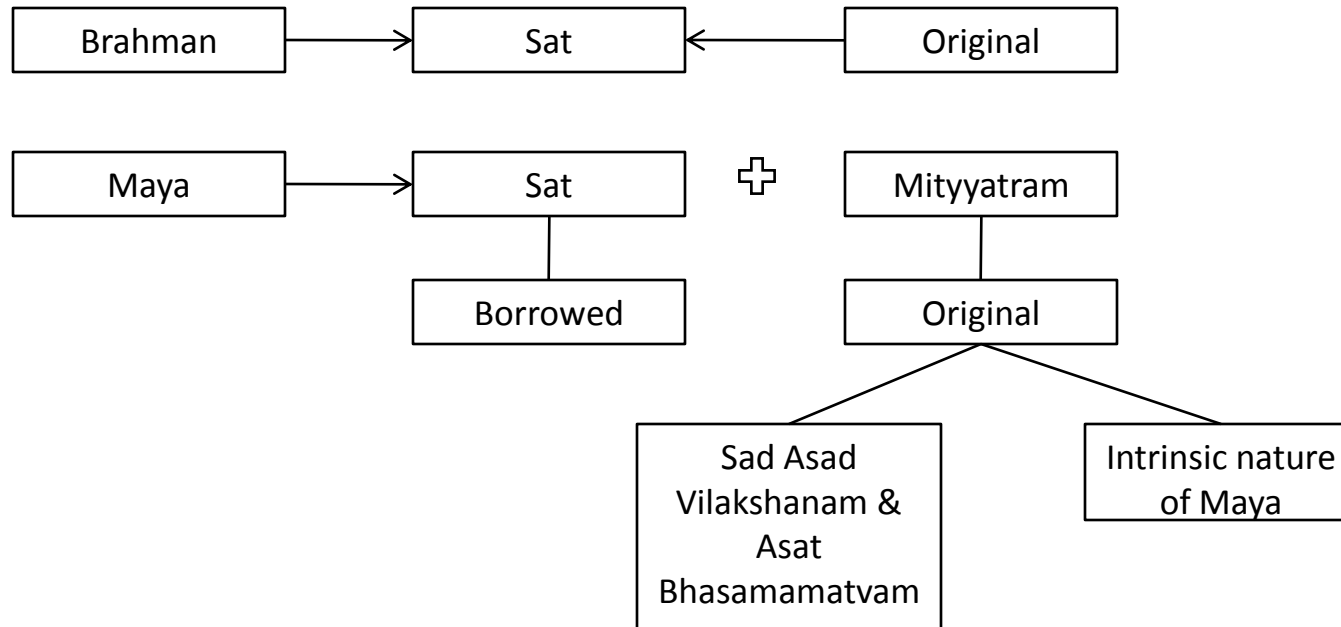 Brahman
Sat
Original
Maya
Sat
Mityyatram
Borrowed
Original
Sad Asad
Vilakshanam &
Asat
Bhasamamatvam
Intrinsic nature
of Maya